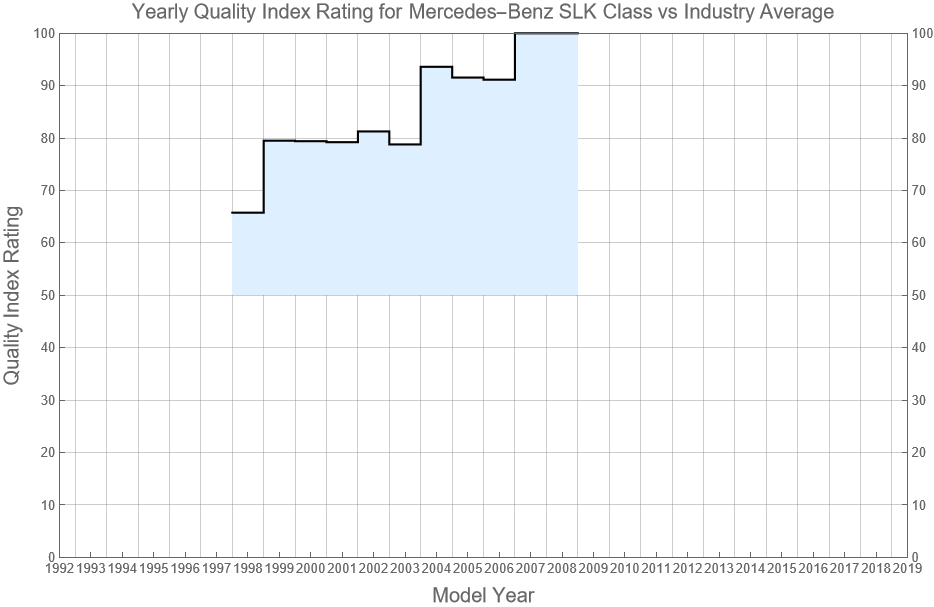 Yearly Quality Index Rating for Mercedes–Benz SLK Class vs Industry Average
100 100
90 90
80 80
70 70
60 60
50 50
40 40
30 30
20 20
10 10
0 0
Quality Index Rating
1992 1993 1994 1995 1996 1997 1998 1999 2000 2001 2002 2003 2004 2005 2006 2007 2008 2009 2010 2011 2012 2013 2014 2015 2016 2017 2018 2019
Model Year